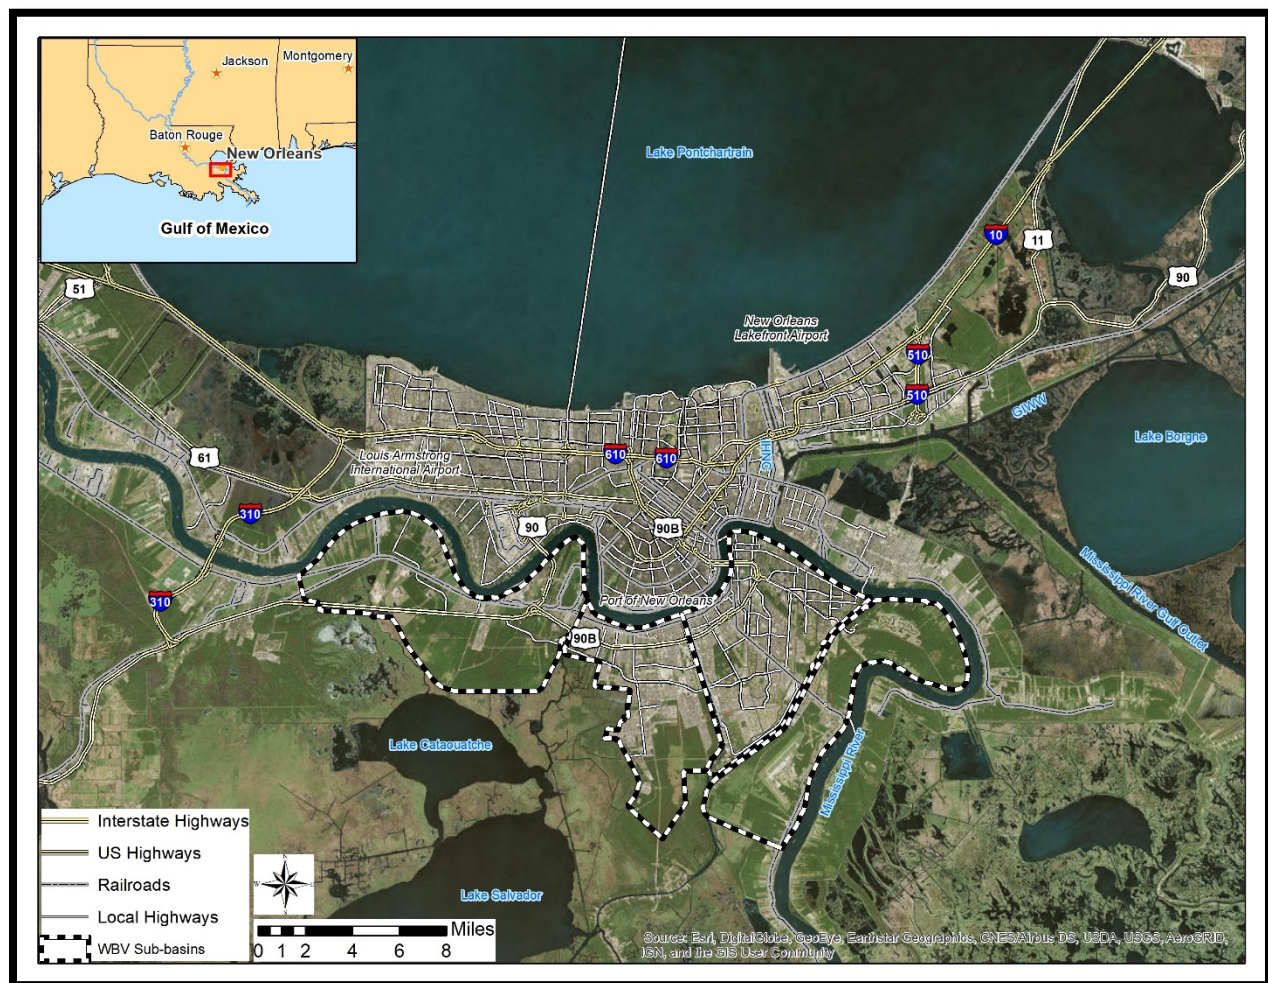 Jackson
Montgomery
Baton Rouge
New Orleans
Gulf of Mexico
Lake Pontchartrain
10
11
90
51
New Orleans
Lakefront Airport
510
510
GIWW
Lake Borgne
61
Louis Armstrong
International Airport
610
610
IHNC
310
90
90B
Mississippi River Gulf Outlet
310
Port of New Orleans
90B
Lake Cataouatche
Mississippi River
Lake Salvador
Interstate Highways
US Highways
Railroads
Local Highways
WBV Sub-basins
N
W
E
S
Miles
0 1 2 4 6 8
Source: Esri, DigitalGlobe, GeoEye, Earthstar Geographics, CNES/Airbus DS, USDA, USGS, AeroGRID,
IGN, and the GIS User Community